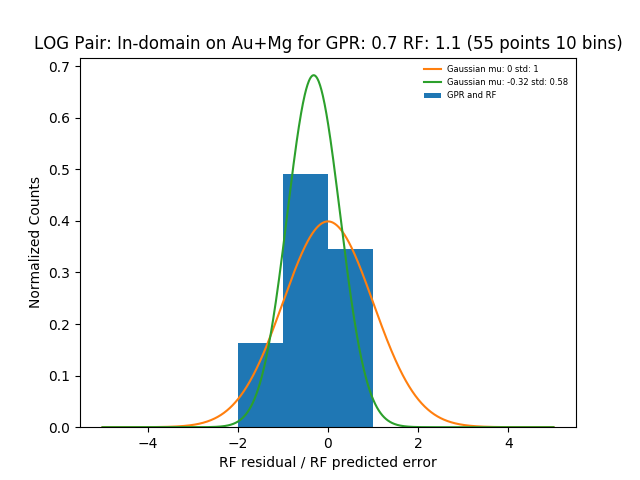 LOG Pair: In-domain on Au+Mg for GPR: 0.7 RF: 1.1 (55 points 10 bins)
Gaussian mu: 0 std: 1
Gaussian mu: -0.32 std: 0.58
GPR and RF
Normalized Counts
0.7
0.6
0.5
0.4
0.3
0.2
0.1
0.0
−4 −2 0 2 4
RF residual / RF predicted error